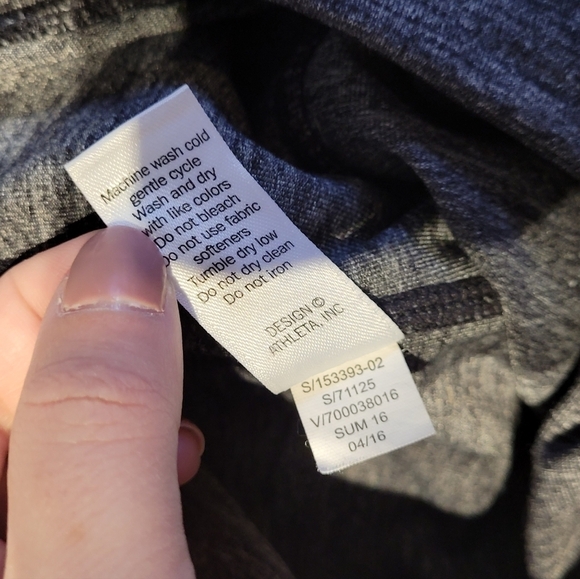 Machine wash cold
gentle cycle
Wash and dry
with like colors
Do not bleach
Do not use fabric
softeners
Tumble dry low
Do not dry clean
Do not iron
DESIGN ©
ATHLETA, INC
S/153393-02
S/71125
V/700038016
SUM 16
04/16